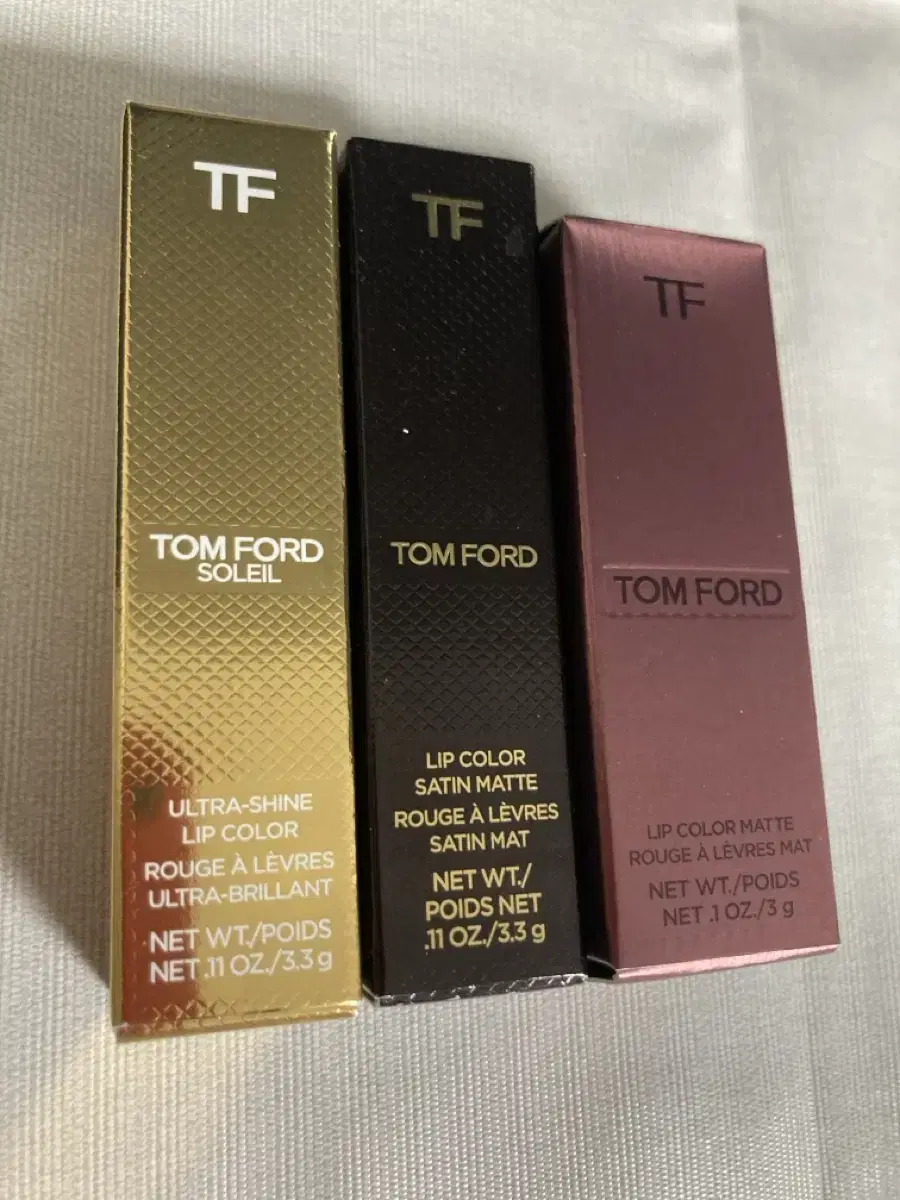 TF
TOM FORD
SOLEIL
ULTRA-SHINE
LIP COLOR
ROUGE À LÈVRES
ULTRA-BRILLANT
NET WT./POIDS
NET .11 OZ./3.3 g
TF
TOM FORD
LIP COLOR
SATIN MATTE
ROUGE À LÈVRES
SATIN MAT
NET WT./
POIDS NET
.11 OZ./3.3 g
TF
TOM FORD
LIP COLOR MATTE
ROUGE À LÈVRES MAT
NET WT./POIDS
NET .1 OZ./3 g